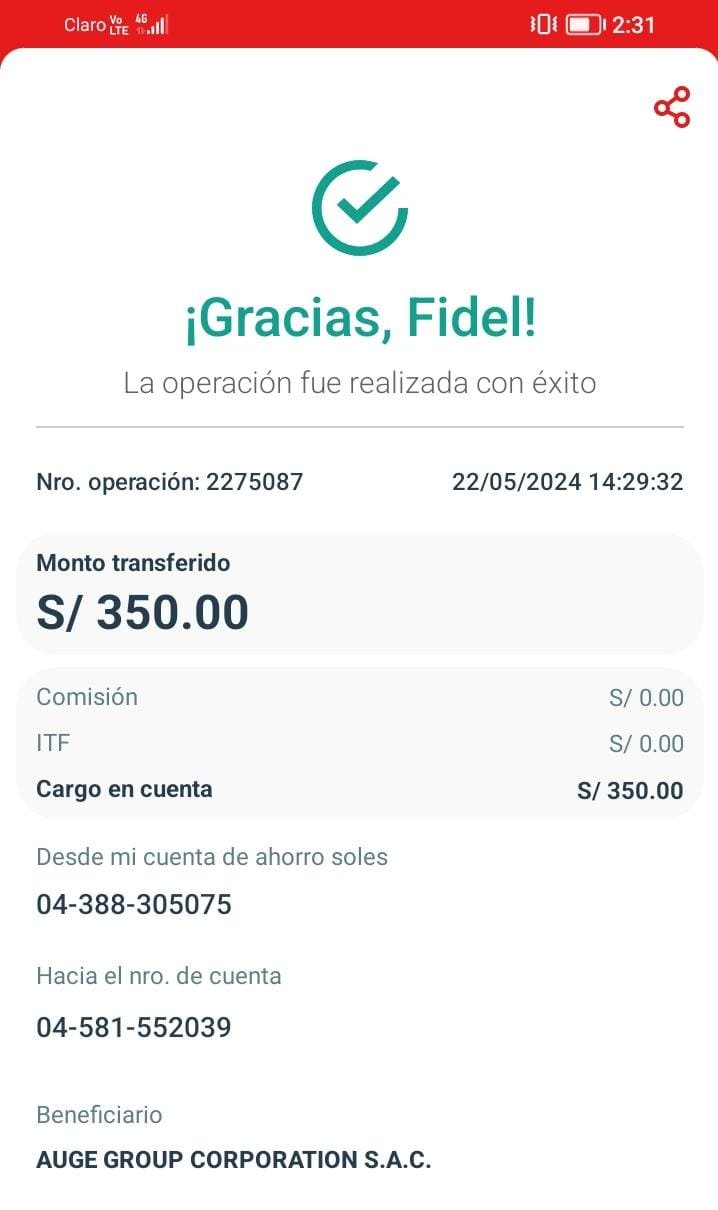 Claro Vo LTE 4G 2:31
¡Gracias, Fidel!
La operación fue realizada con éxito
Nro. operación: 2275087 22/05/2024 14:29:32
Monto transferido
S/ 350.00
Comisión S/ 0.00
ITF S/ 0.00
Cargo en cuenta S/ 350.00
Desde mi cuenta de ahorro soles
04-388-305075
Hacia el nro. de cuenta
04-581-552039
Beneficiario
AUGE GROUP CORPORATION S.A.C.